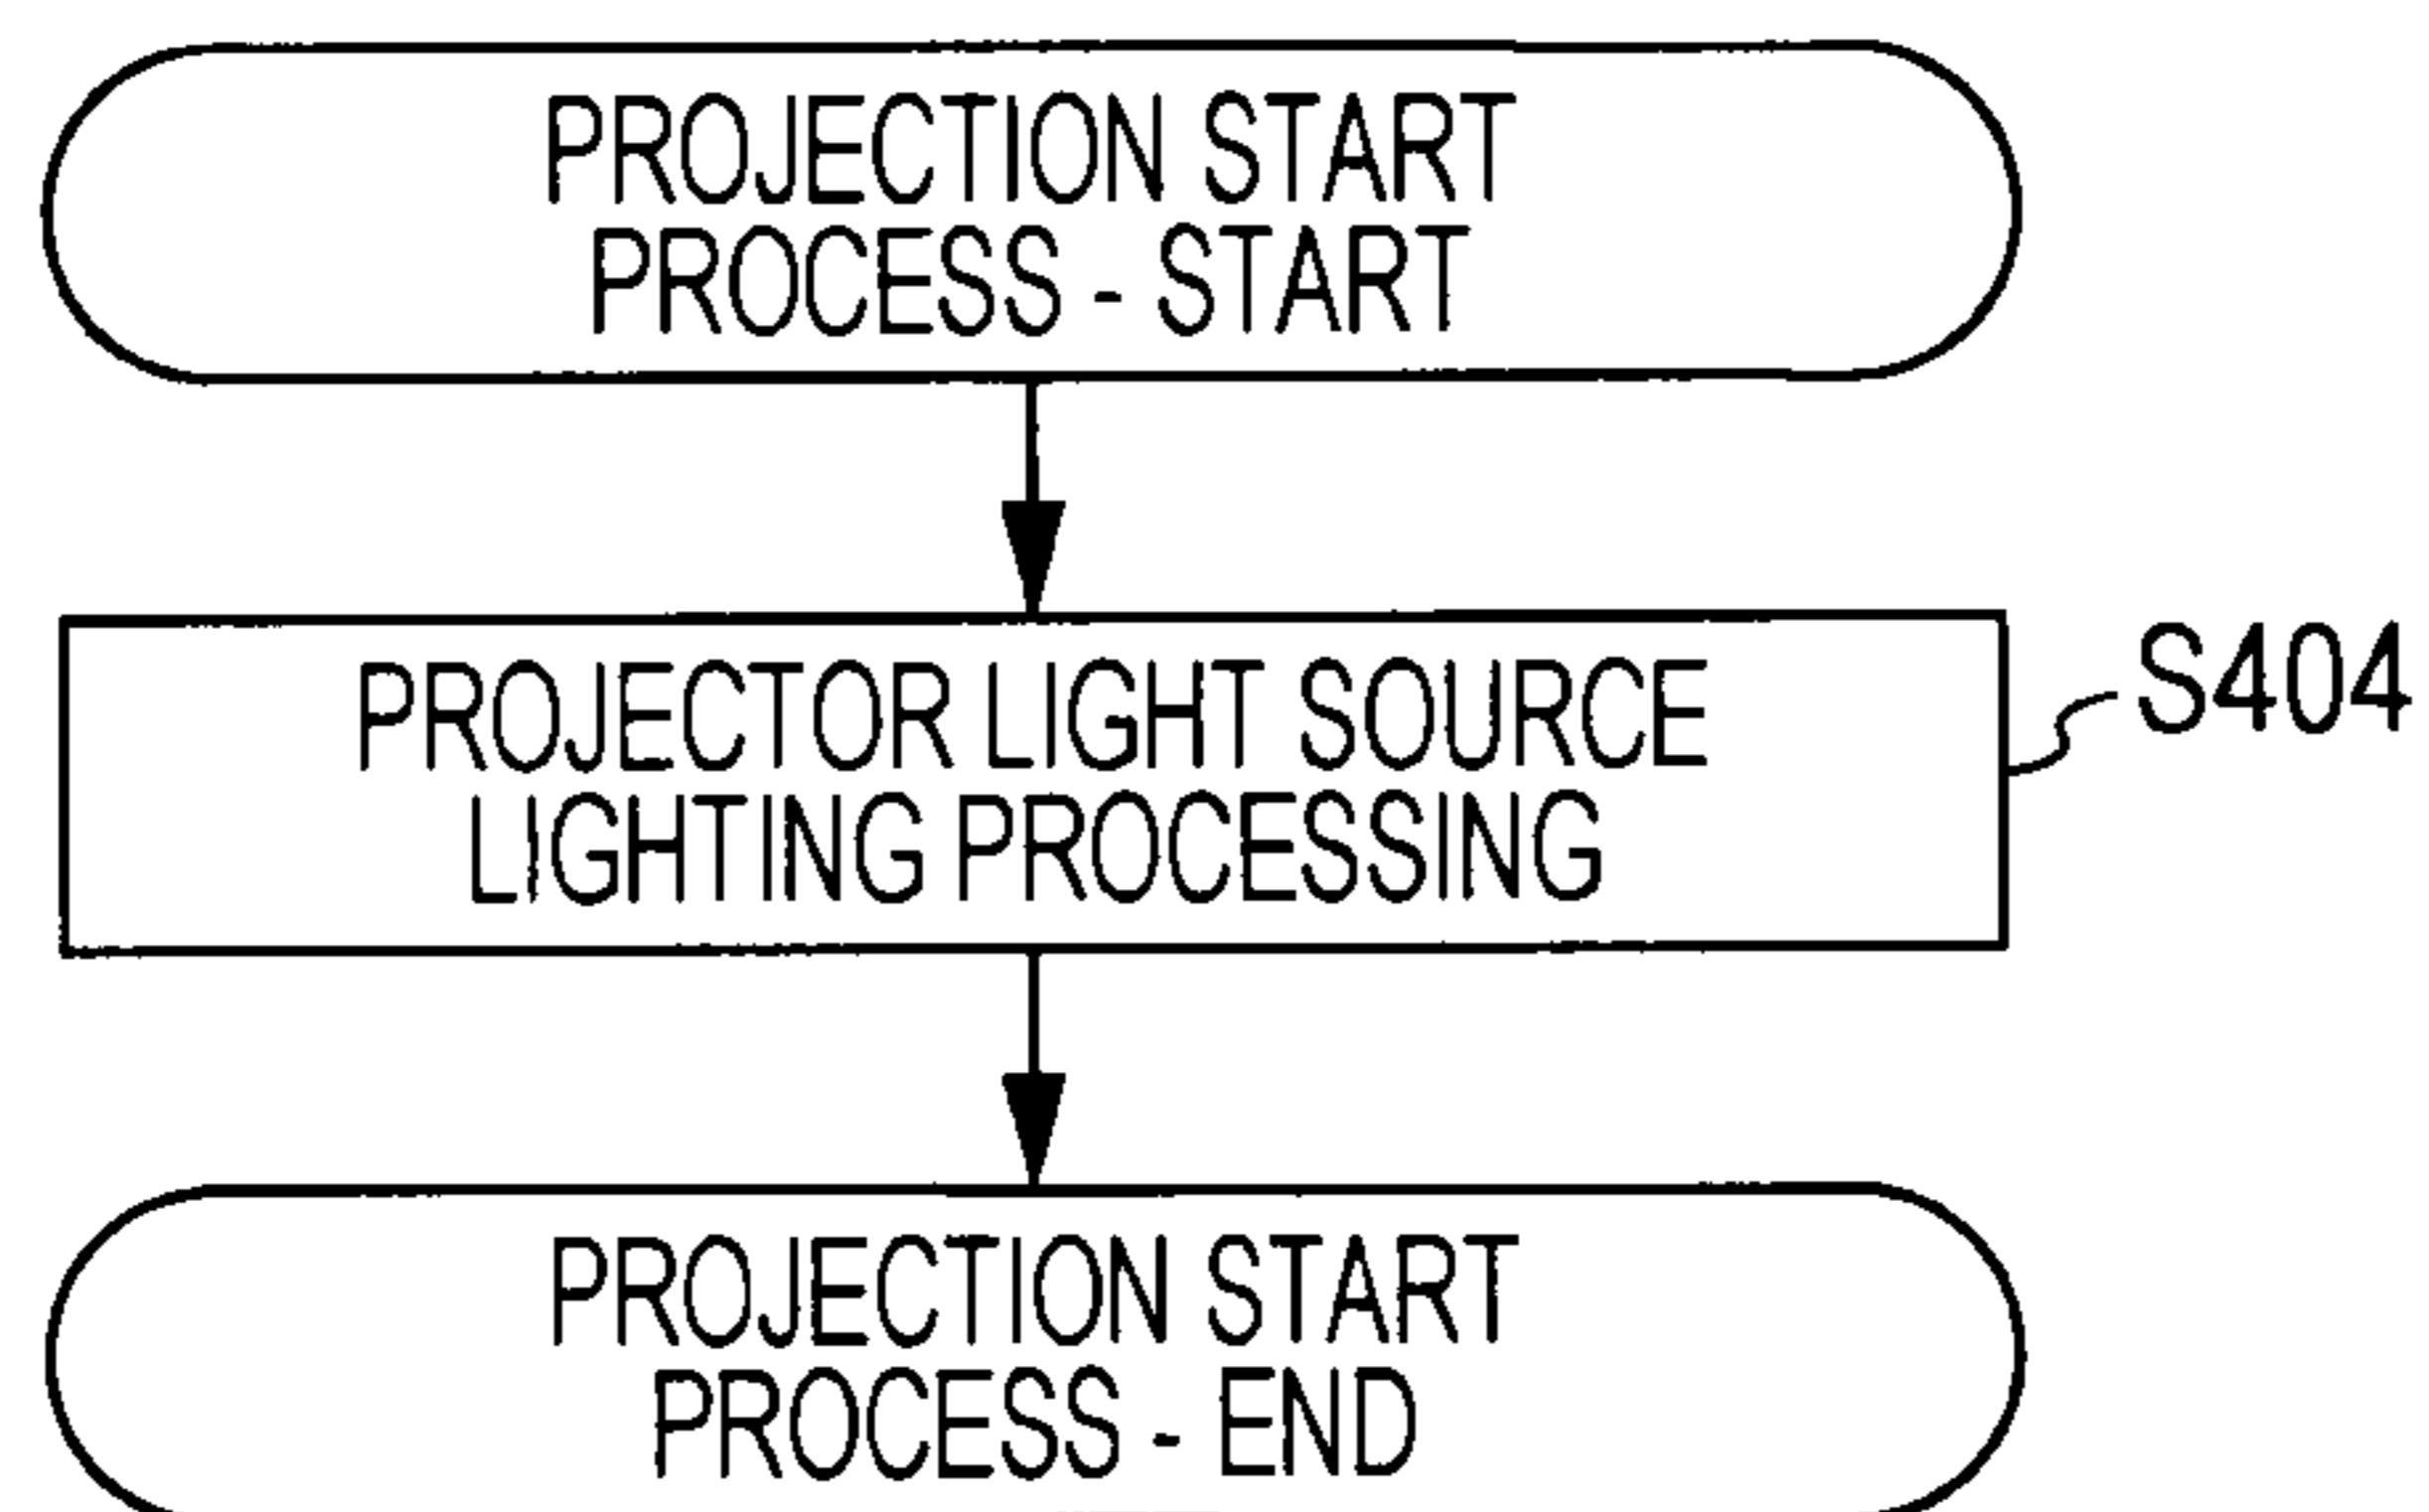 PROJECTION START
PROCESS - START
PROJECTOR LIGHT SOURCE
LIGHTING PROCESSING
S404
PROJECTION START
PROCESS - END